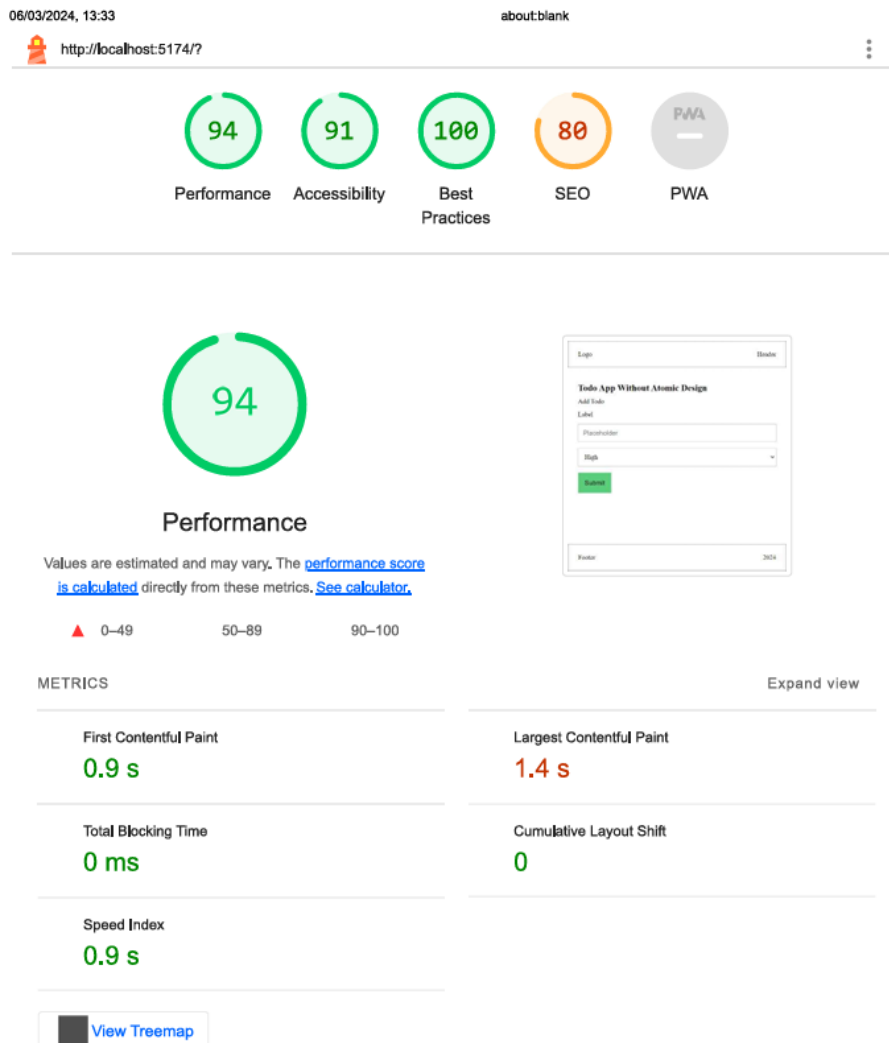 06/03/2024, 13:33 about:blank
http://localhost:5174/?
94 91 100 80 PWA
Performance Accessibility Best Practices SEO PWA
94
Performance
Values are estimated and may vary. The performance score
is calculated directly from these metrics. See calculator.
0–49 50–89 90–100
Logo Header
Todo App Without Atomic Design
Add Todo
Label
Placeholder
High
Submit
Footer 2024
METRICS Expand view
First Contentful Paint
0.9 s
Largest Contentful Paint
1.4 s
Total Blocking Time
0 ms
Cumulative Layout Shift
0
Speed Index
0.9 s
View Treemap